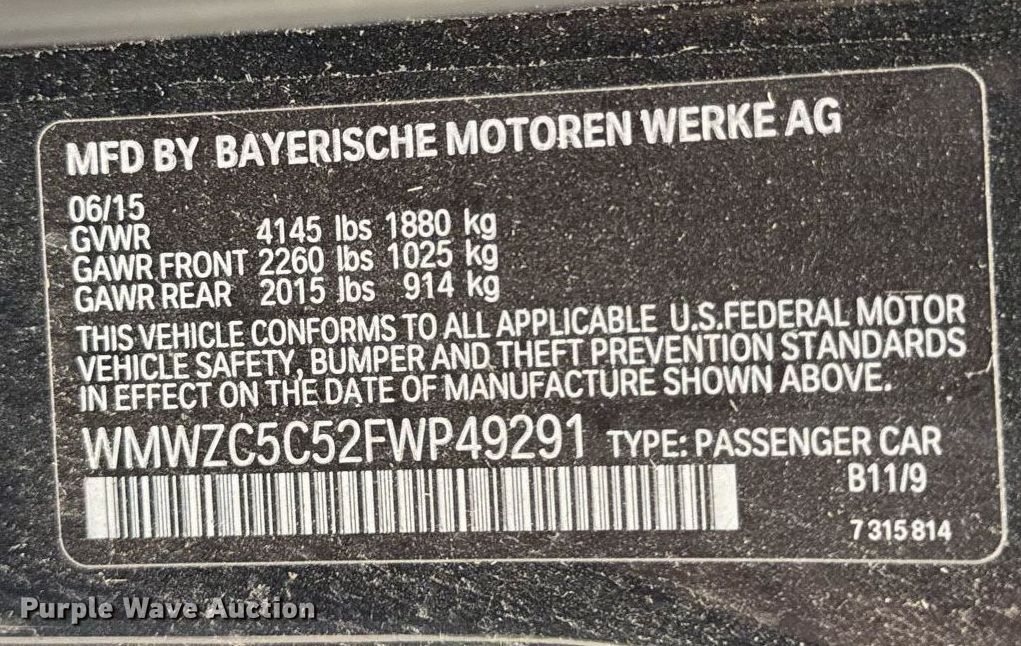 MFD BY BAYERISCHE MOTOREN WERKE AG
06/15
GVWR 4145 lbs 1880 kg
GAWR FRONT 2260 lbs 1025 kg
GAWR REAR 2015 lbs 914 kg
THIS VEHICLE CONFORMS TO ALL APPLICABLE U.S.FEDERAL MOTOR
VEHICLE SAFETY, BUMPER AND THEFT PREVENTION STANDARDS
IN EFFECT ON THE DATE OF MANUFACTURE SHOWN ABOVE.
WMWZC5C52FWP49291 TYPE: PASSENGER CAR
B11/9
7 315 814
Purple Wave Auction